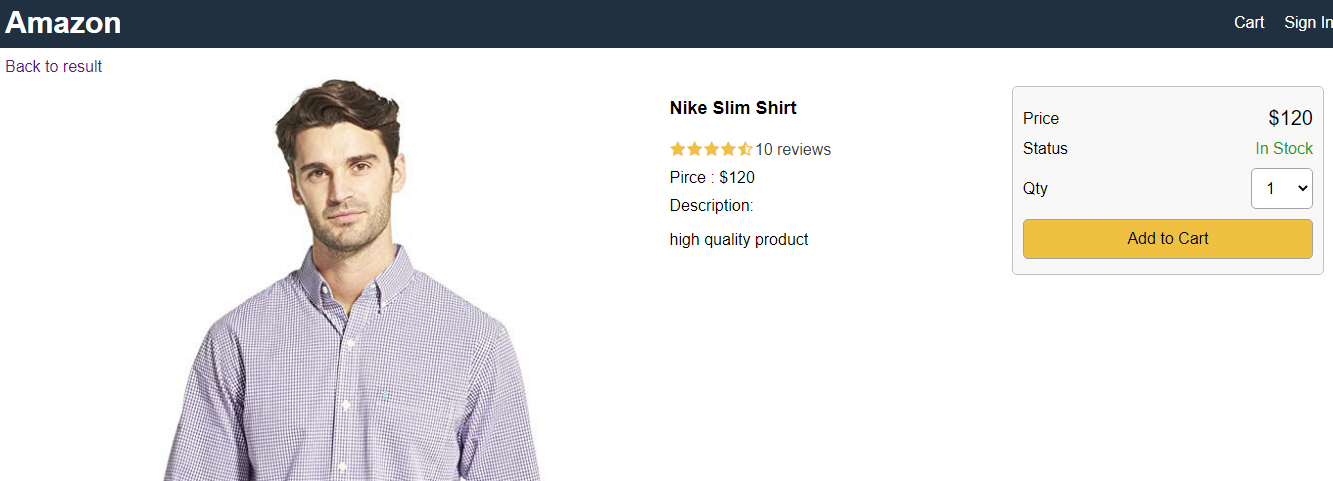 Amazon
Cart Sign In
Back to result
Nike Slim Shirt
10 reviews
Pirce : $120
Description:
high quality product
Price $120
Status In Stock
Qty 1
Add to Cart